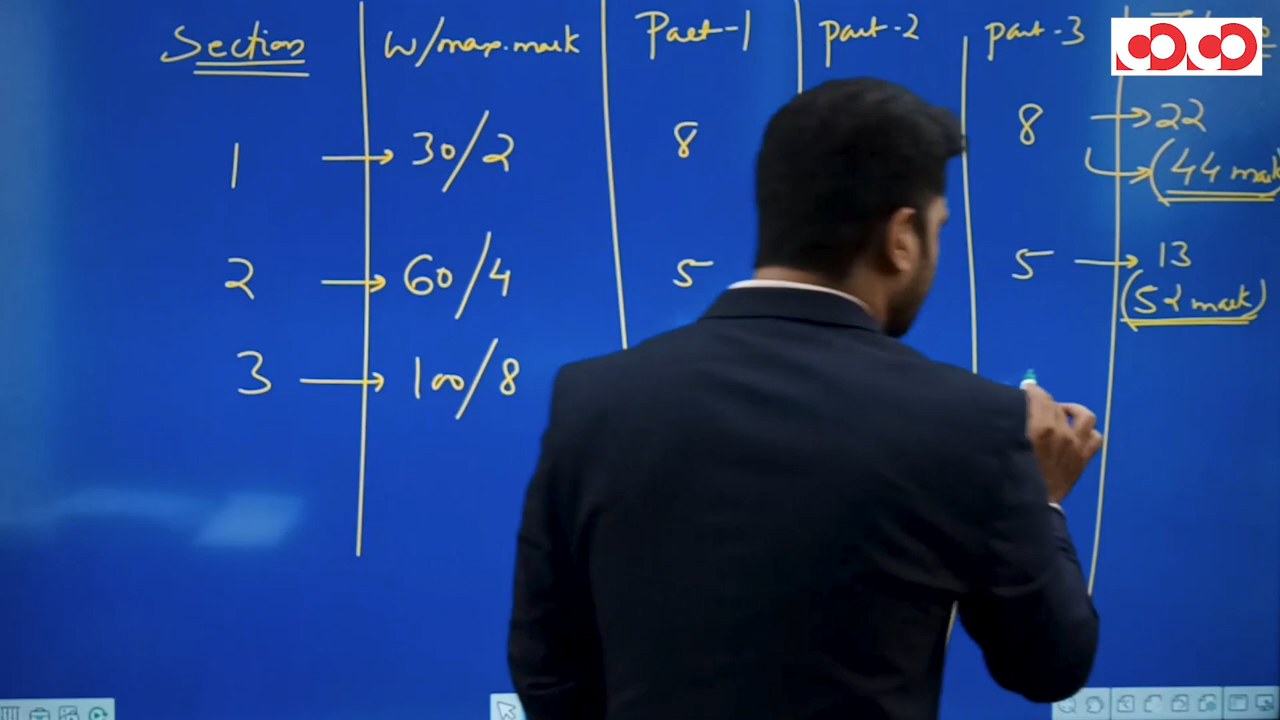 Section w/max.mark Part-1 part-2 part-3
1 → 30/2 8 8 → 22
(44 mark
2 → 60/4 5 5 → 13
(52 mark)
3 → 100/8